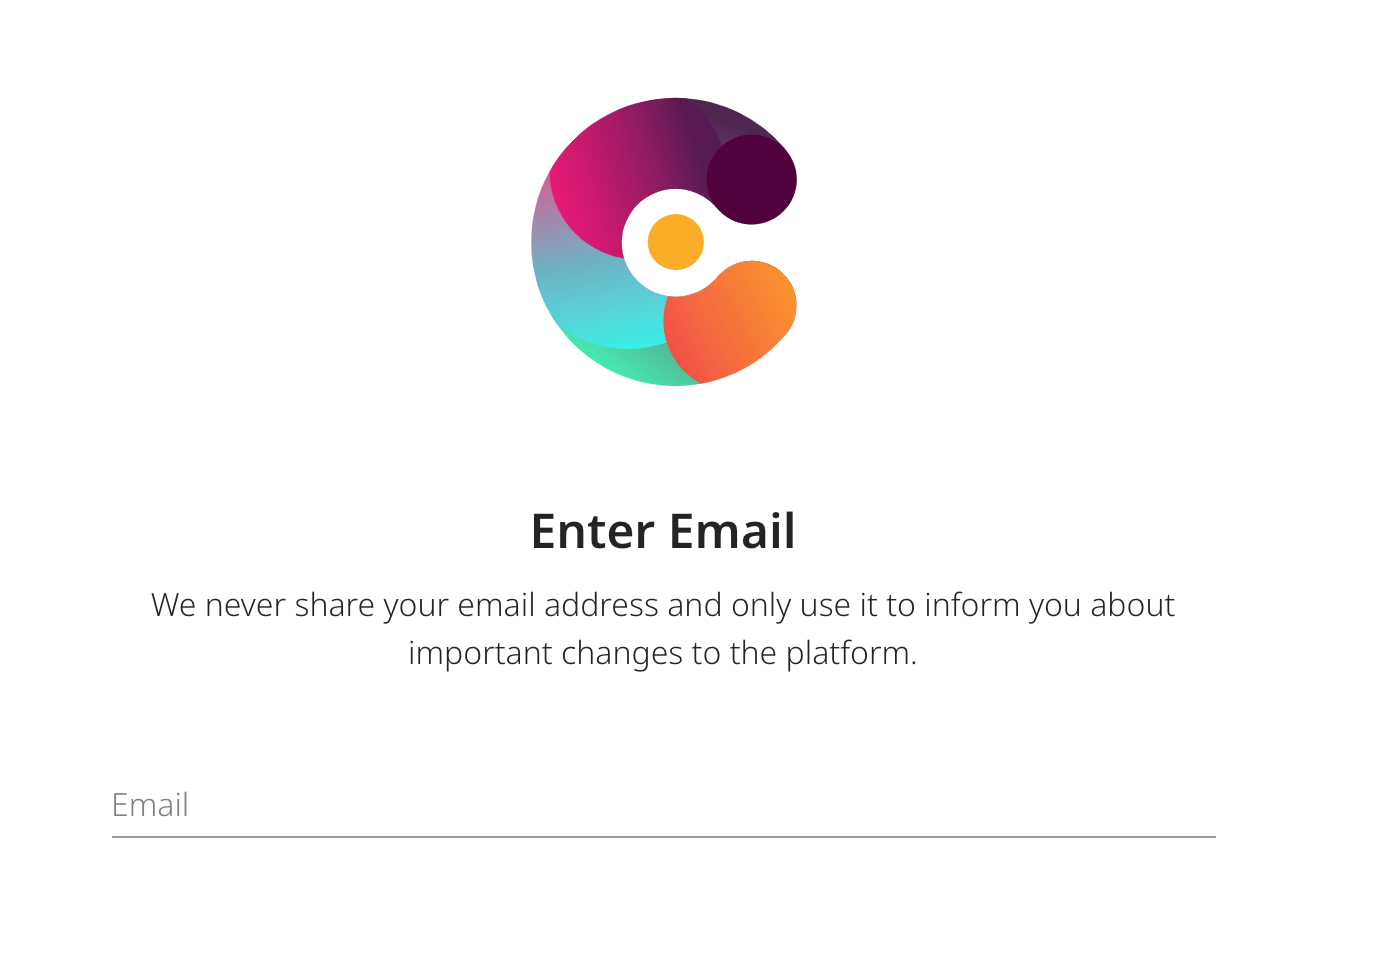 Enter Email
We never share your email address and only use it to inform you about
important changes to the platform.
Email